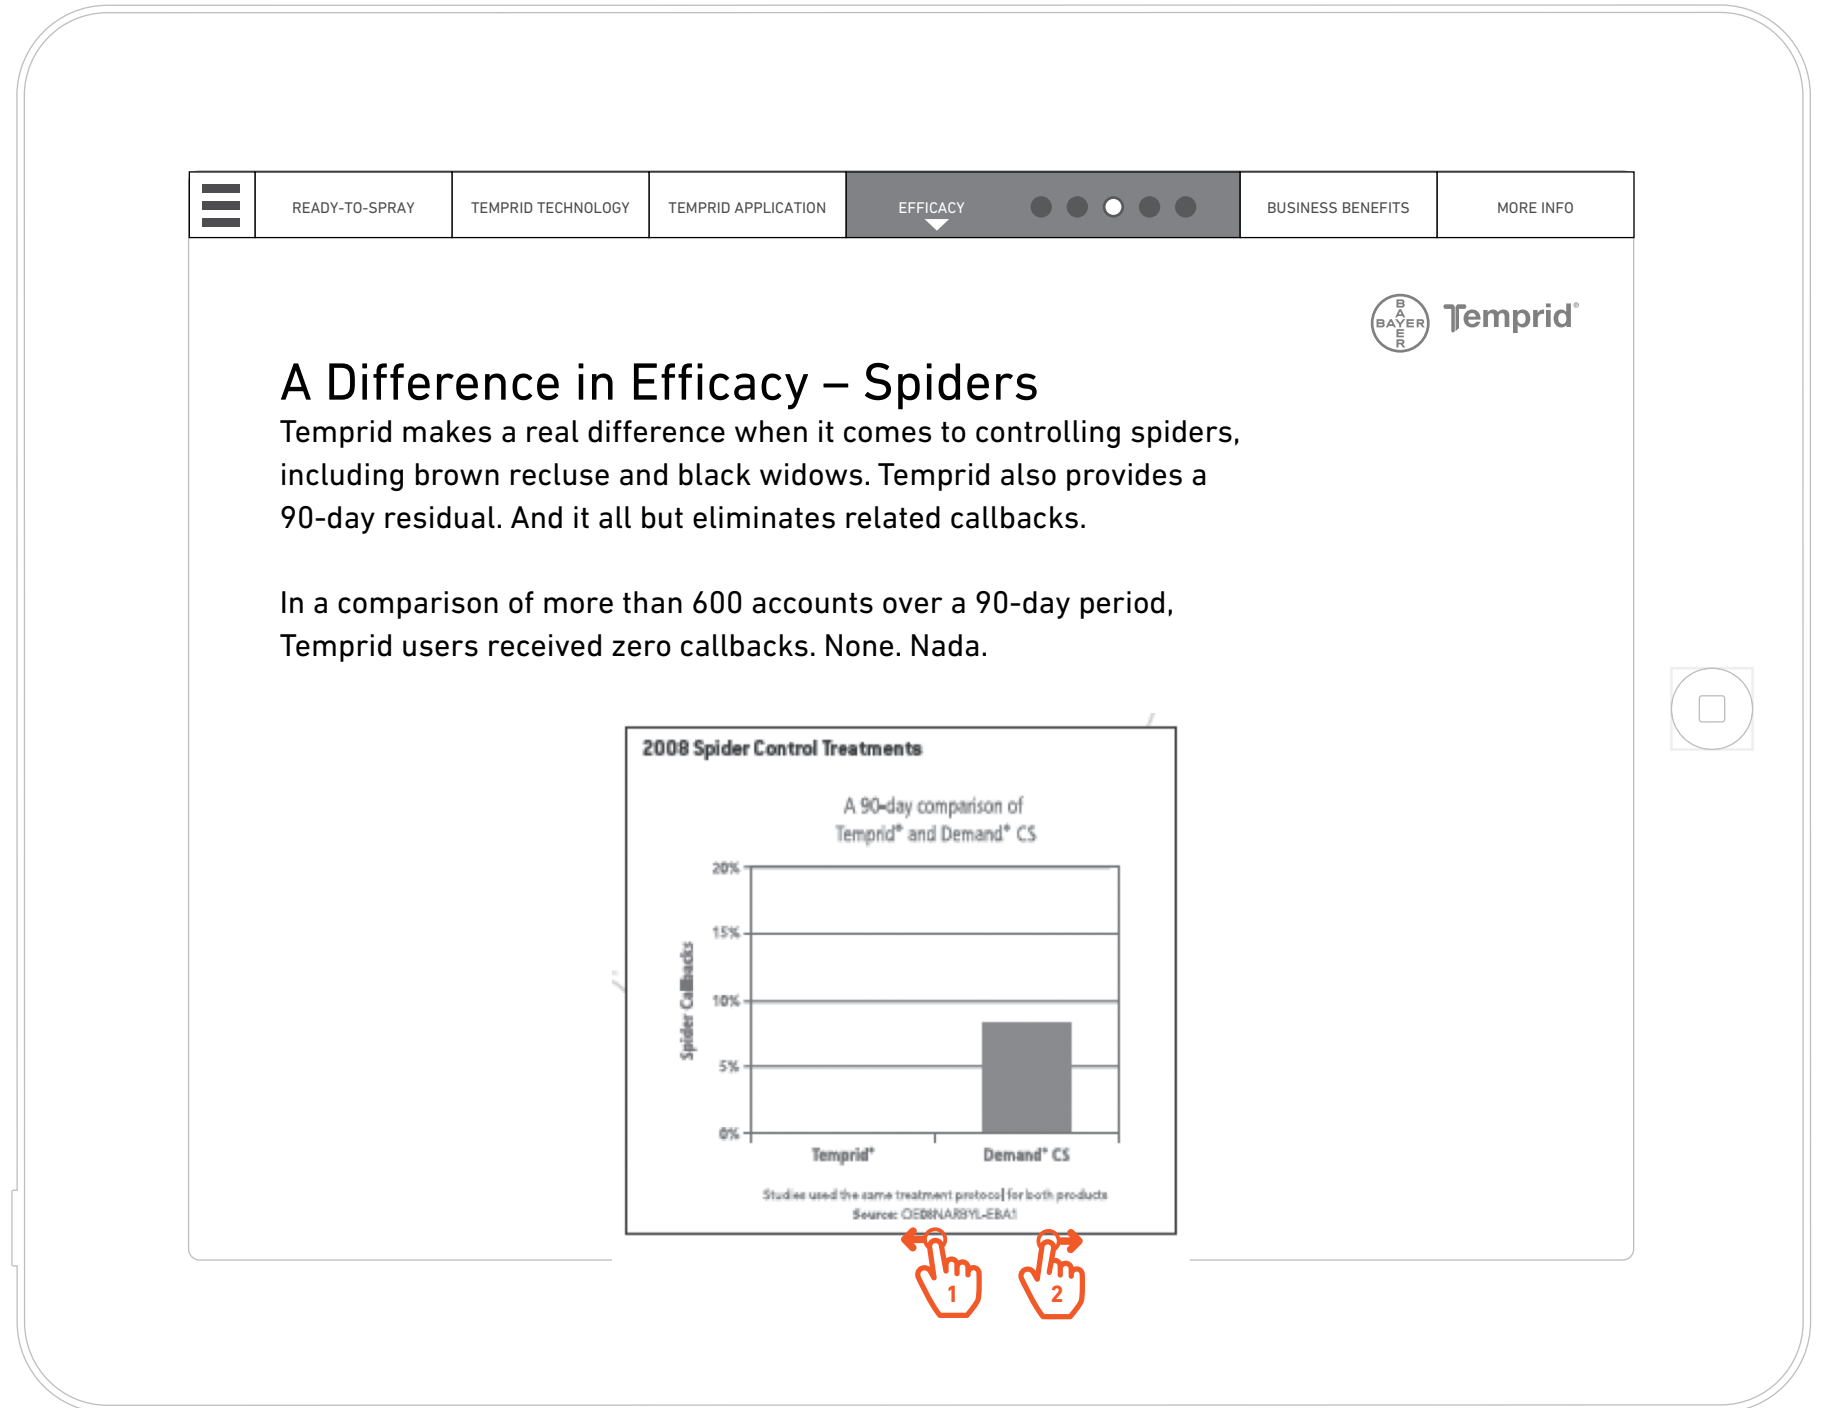 READY-TO-SPRAY
TEMPRID TECHNOLOGY
TEMPRID APPLICATION
EFFICACY
BUSINESS BENEFITS
MORE INFO
BAYER
BAYER
Temprid®
A Difference in Efficacy – Spiders
Temprid makes a real difference when it comes to controlling spiders,
including brown recluse and black widows. Temprid also provides a
90-day residual. And it all but eliminates related callbacks.
In a comparison of more than 600 accounts over a 90-day period,
Temprid users received zero callbacks. None. Nada.
2008 Spider Control Treatments
A 90-day comparison of
Temprid® and Demand® CS
20%
15%
10%
5%
0%
Spider Callbacks
Temprid®
Demand® CS
Studies used the same treatment protocol for both products
Source:
1
2